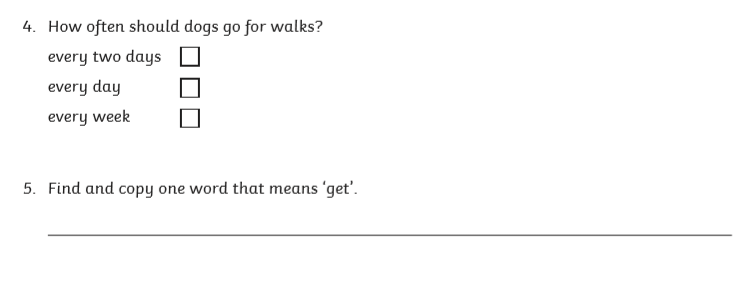 4. How often should dogs go for walks?
every two days
every day
every week
5. Find and copy one word that means ‘get’.